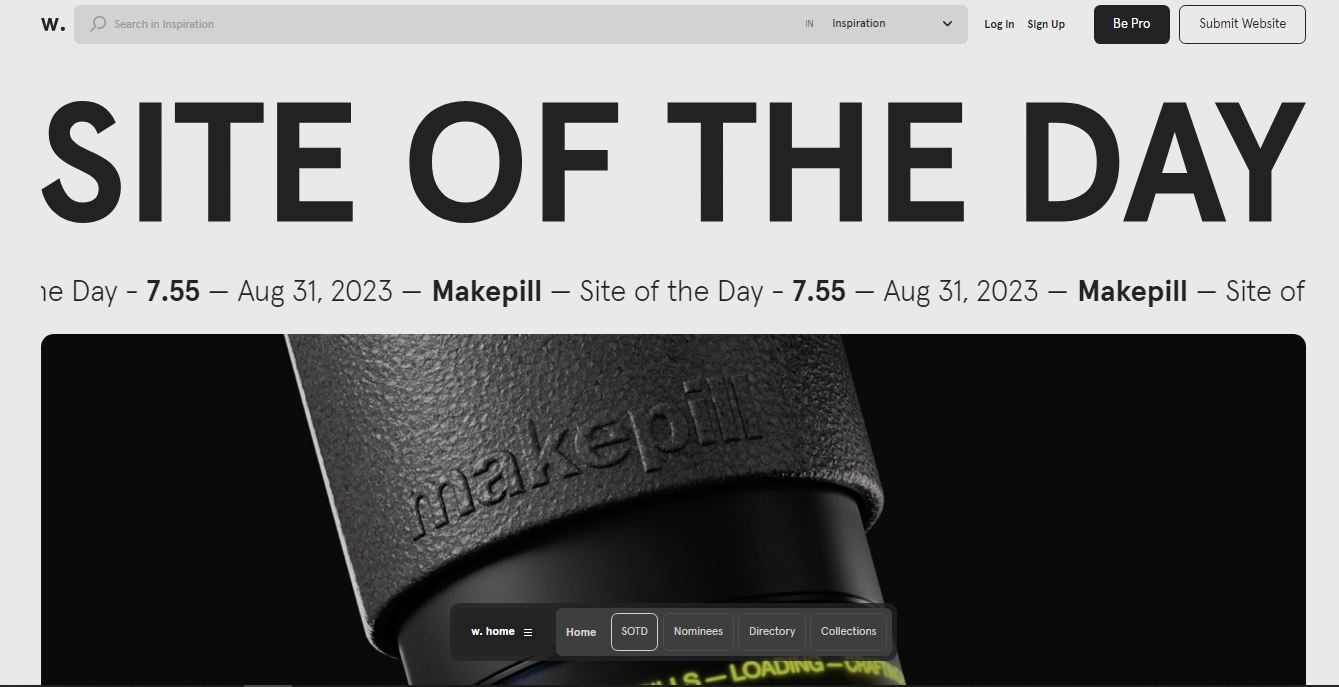 w.
Search in Inspiration
IN
Inspiration
Log In
Sign Up
Be Pro
Submit Website
SITE OF THE DAY
he Day - 7.55 — Aug 31, 2023 — Makepill — Site of the Day - 7.55 — Aug 31, 2023 — Makepill — Site of
makepill
w. home
Home
SOTD
Nominees
Directory
Collections
LLS — LOADING — CRAFTING